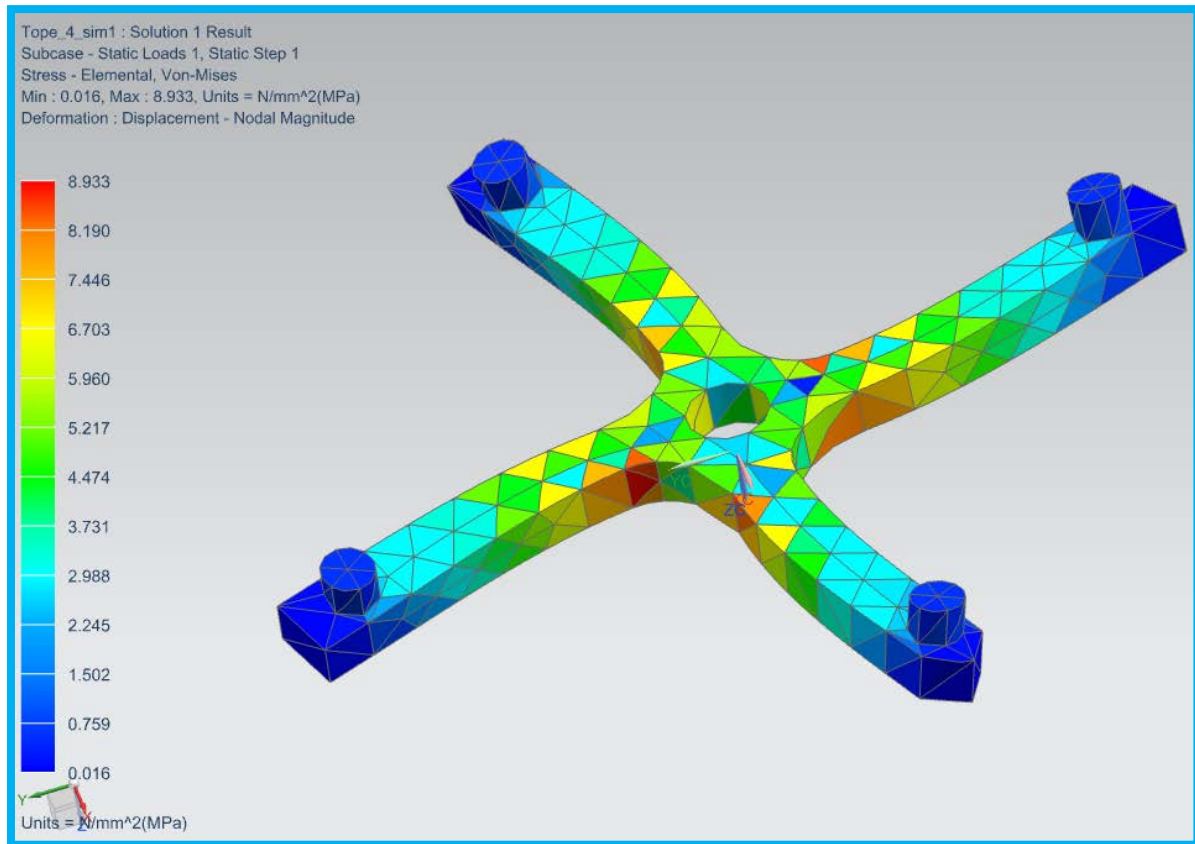 Tope_4_sim1 : Solution 1 Result
Subcase - Static Loads 1, Static Step 1
Stress - Elemental, Von-Mises
Min : 0.016, Max : 8.933, Units = N/mm^2(MPa)
Deformation : Displacement - Nodal Magnitude
8.933
8.190
7.446
6.703
5.960
5.217
4.474
3.731
2.988
2.245
1.502
0.759
0.016
Y
X
Z
Units = N/mm^2(MPa)